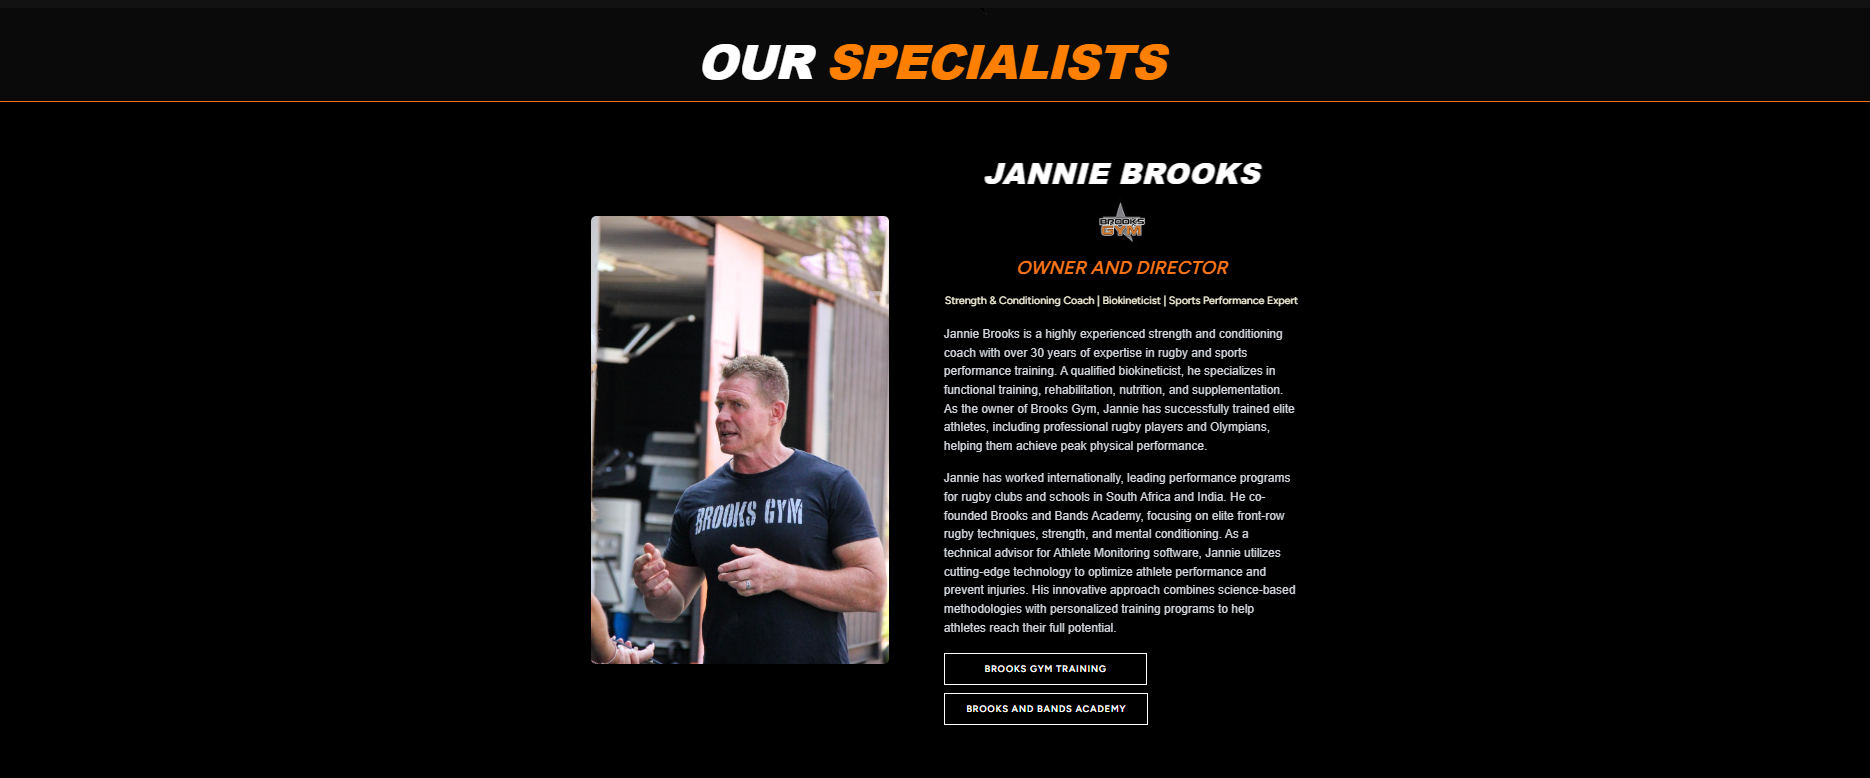 OUR SPECIALISTS
JANNIE BROOKS
BROOKS
GYM
OWNER AND DIRECTOR
Strength & Conditioning Coach | Biokineticist | Sports Performance Expert
Jannie Brooks is a highly experienced strength and conditioning
coach with over 30 years of expertise in rugby and sports
performance training. A qualified biokineticist, he specializes in
functional training, rehabilitation, nutrition, and supplementation.
As the owner of Brooks Gym, Jannie has successfully trained elite
athletes, including professional rugby players and Olympians,
helping them achieve peak physical performance.
Jannie has worked internationally, leading performance programs
for rugby clubs and schools in South Africa and India. He co-
founded Brooks and Bands Academy, focusing on elite front-row
rugby techniques, strength, and mental conditioning. As a
technical advisor for Athlete Monitoring software, Jannie utilizes
cutting-edge technology to optimize athlete performance and
prevent injuries. His innovative approach combines science-based
methodologies with personalized training programs to help
athletes reach their full potential.
BROOKS GYM TRAINING
BROOKS AND BANDS ACADEMY
BROOKS GYM